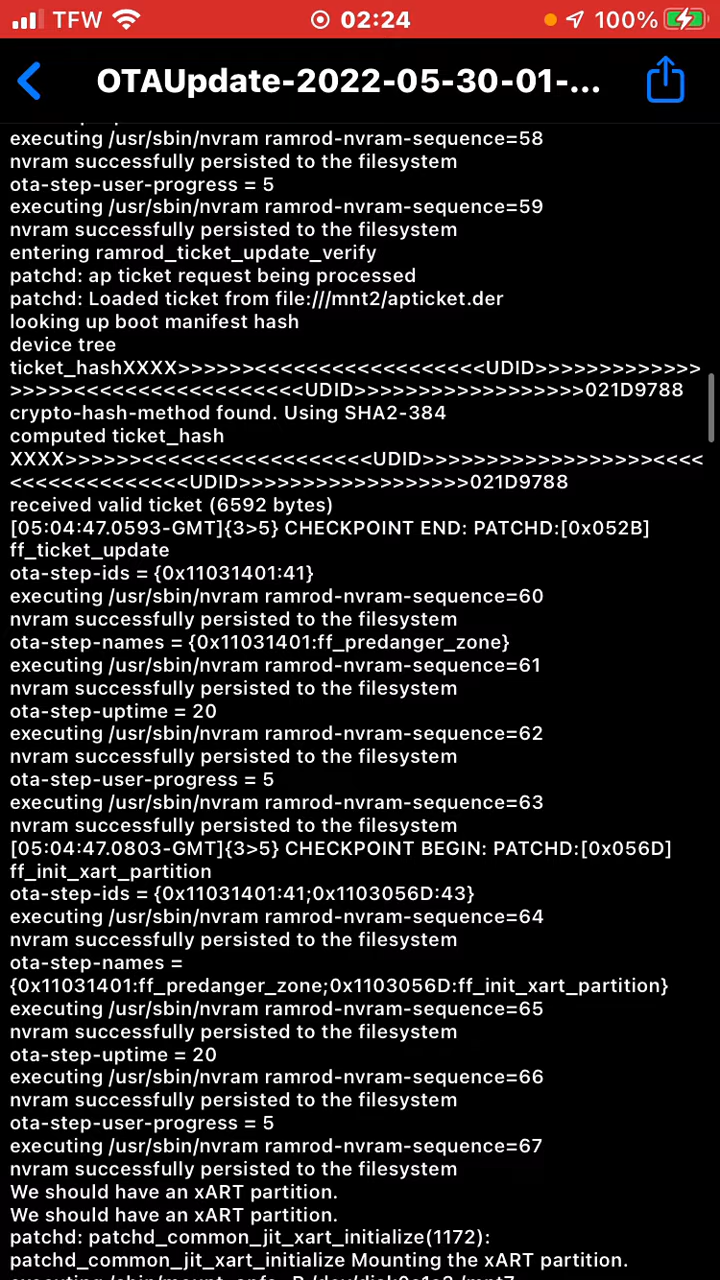 TFW 02:24 100%
OTAUpdate-2022-05-30-01-...
executing /usr/sbin/nvram ramrod-nvram-sequence=58
nvram successfully persisted to the filesystem
ota-step-user-progress = 5
executing /usr/sbin/nvram ramrod-nvram-sequence=59
nvram successfully persisted to the filesystem
entering ramrod_ticket_update_verify
patchd: ap ticket request being processed
patchd: Loaded ticket from file:///mnt2/apticket.der
looking up boot manifest hash
device tree
ticket_hashXXXX>>>>>><<<<<<<<<<<<<<<<<<<<UDID>>>>>>>>>>>>>
>>>>><<<<<<<<<<<<<<<<<<<<UDID>>>>>>>>>>>>>>>>>>021D9788
crypto-hash-method found. Using SHA2-384
computed ticket_hash
XXXX>>>>>><<<<<<<<<<<<<<<<<<<<UDID>>>>>>>>>>>>>>>>>><<<<
<<<<<<<<<<<<<<<<UDID>>>>>>>>>>>>>>>>>>021D9788
received valid ticket (6592 bytes)
[05:04:47.0593-GMT]{3>5} CHECKPOINT END: PATCHD:[0x052B]
ff_ticket_update
ota-step-ids = {0x11031401:41}
executing /usr/sbin/nvram ramrod-nvram-sequence=60
nvram successfully persisted to the filesystem
ota-step-names = {0x11031401:ff_predanger_zone}
executing /usr/sbin/nvram ramrod-nvram-sequence=61
nvram successfully persisted to the filesystem
ota-step-uptime = 20
executing /usr/sbin/nvram ramrod-nvram-sequence=62
nvram successfully persisted to the filesystem
ota-step-user-progress = 5
executing /usr/sbin/nvram ramrod-nvram-sequence=63
nvram successfully persisted to the filesystem
[05:04:47.0803-GMT]{3>5} CHECKPOINT BEGIN: PATCHD:[0x056D]
ff_init_xart_partition
ota-step-ids = {0x11031401:41;0x1103056D:43}
executing /usr/sbin/nvram ramrod-nvram-sequence=64
nvram successfully persisted to the filesystem
ota-step-names =
{0x11031401:ff_predanger_zone;0x1103056D:ff_init_xart_partition}
executing /usr/sbin/nvram ramrod-nvram-sequence=65
nvram successfully persisted to the filesystem
ota-step-uptime = 20
executing /usr/sbin/nvram ramrod-nvram-sequence=66
nvram successfully persisted to the filesystem
ota-step-user-progress = 5
executing /usr/sbin/nvram ramrod-nvram-sequence=67
nvram successfully persisted to the filesystem
We should have an xART partition.
We should have an xART partition.
patchd: patchd_common_jit_xart_initialize(1172):
patchd_common_jit_xart_initialize Mounting the xART partition.